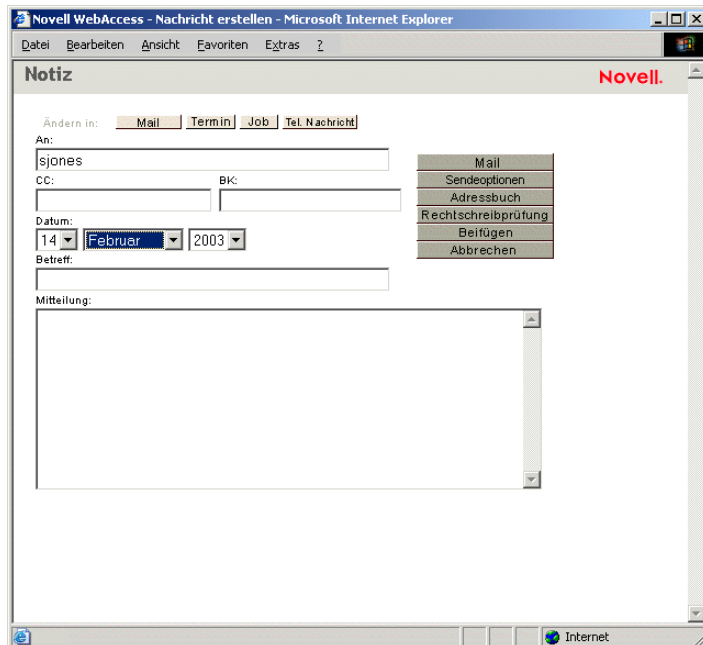 Novell WebAccess - Nachricht erstellen - Microsoft Internet Explorer
Datei Bearbeiten Ansicht Favoriten Extras ?
Notiz Novell.
Ändern in: Mail Termin Job Tel. Nachricht
An:
sjones
Mail
CC: BK: Sendeoptionen
Adressbuch
Datum: Rechtschreibprüfung
14 Februar 2003 Beifügen
Betreff: Abbrechen
Mitteilung:
Internet